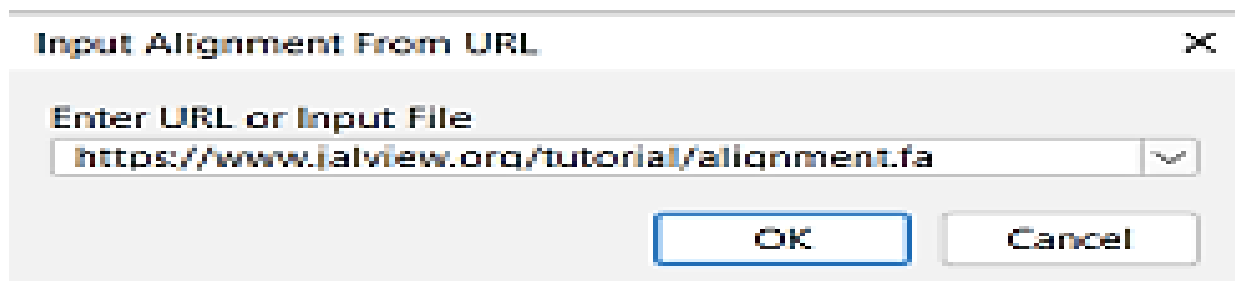 Input Alignment From URL
Enter URL or Input File
https://www.jalview.org/tutorial/alignment.fa
OK Cancel